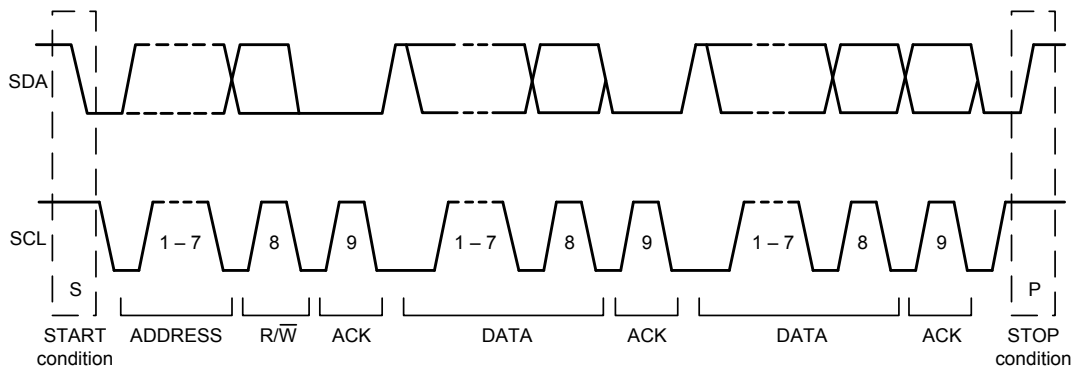 SDA
SCL
1 – 7 8 9 1 – 7 8 9 1 – 7 8 9
S P
START condition
ADDRESS R/W̅ ACK DATA ACK DATA ACK
STOP condition